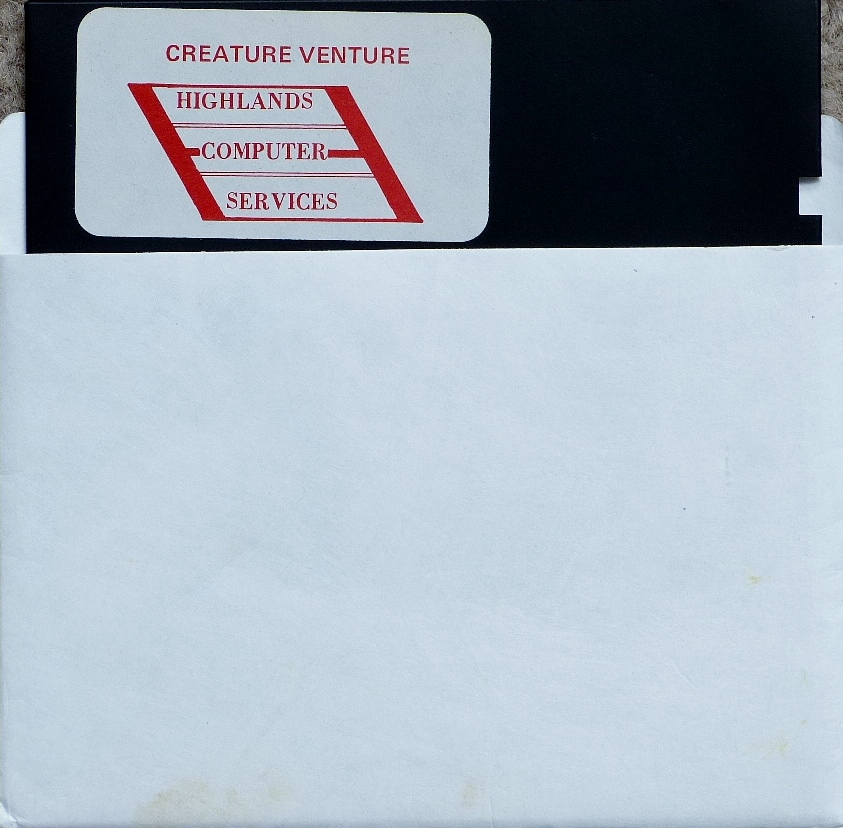 CREATURE VENTURE
HIGHLANDS
COMPUTER
SERVICES